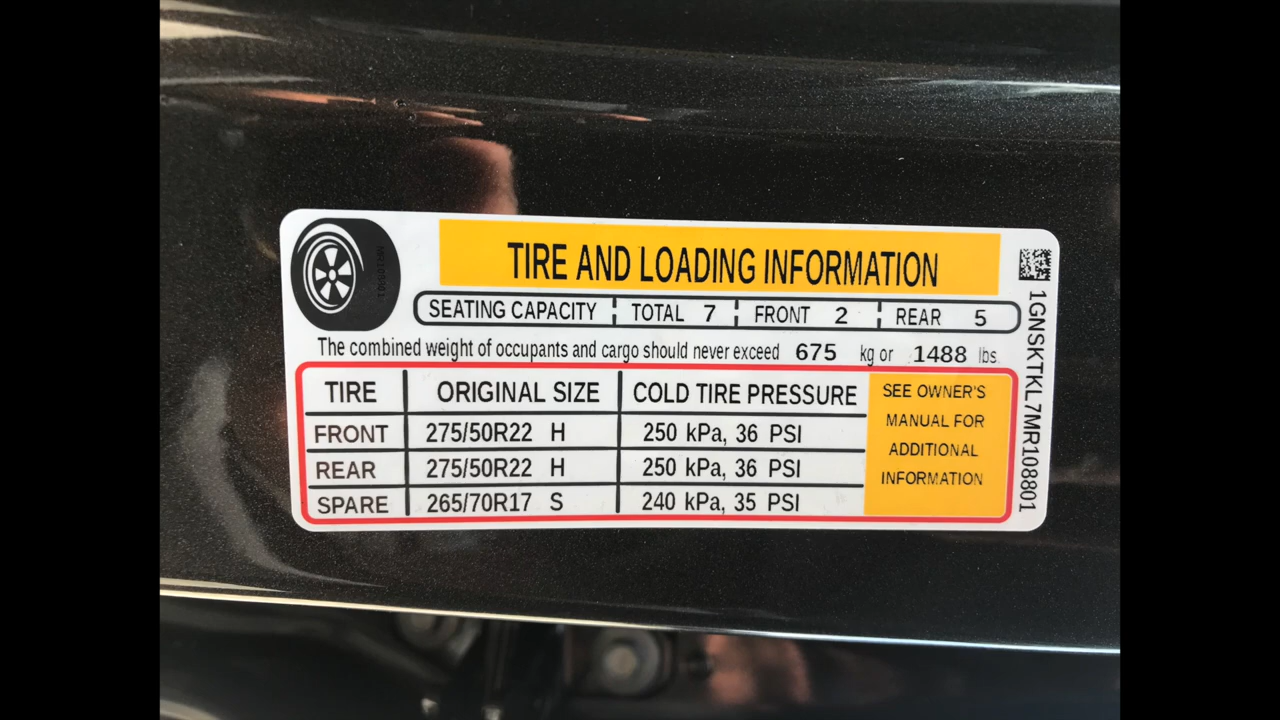 TIRE AND LOADING INFORMATION
SEATING CAPACITY TOTAL 7 FRONT 2 REAR 5
The combined weight of occupants and cargo should never exceed 675 kg or 1488 lbs.
TIRE ORIGINAL SIZE COLD TIRE PRESSURE
FRONT 275/50R22 H 250 kPa, 36 PSI
REAR 275/50R22 H 250 kPa, 36 PSI
SPARE 265/70R17 S 240 kPa, 35 PSI
SEE OWNER'S
MANUAL FOR
ADDITIONAL
INFORMATION
1GNSKTKL7MR108801